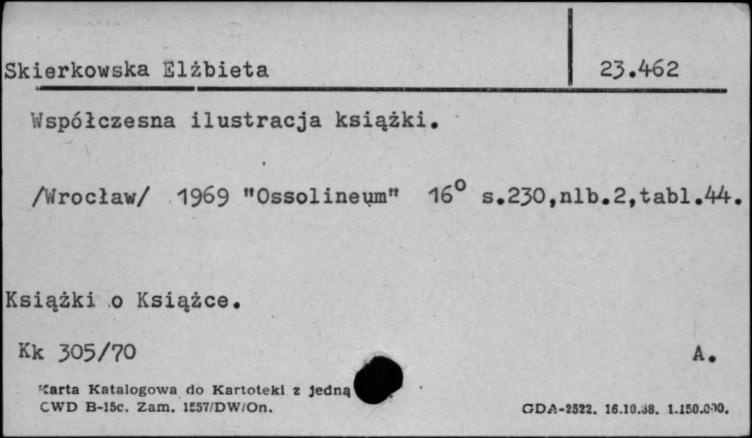 Skierkowska Elżbieta 23.462
Współczesna ilustracja książki.
/Wrocław/ 1969 "Ossolineum" 16° s.230,nlb.2,tabl.44.
Książki o Książce.
Kk 305/70 A.
Karta Katalogowa do Kartoteki z jedną
CWD B-15c. Zam. 1557/DW/On. GDA-2522. 16.10.68. 1.150.000.